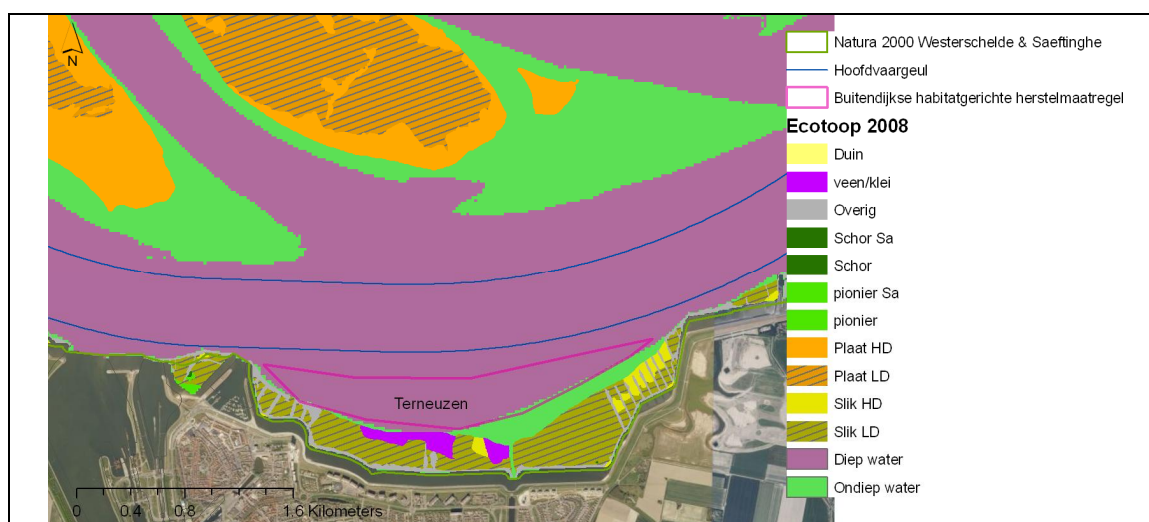 N
Terneuzen
0 0.4 0.8 1.6 Kilometers
Natura 2000 Westerschelde & Saeftinghe
Hoofdvaargeul
Buitendijkse habitatgerichte herstelmaatregel
Ecotoop 2008
Duin
veen/klei
Overig
Schor Sa
Schor
pionier Sa
pionier
Plaat HD
Plaat LD
Slik HD
Slik LD
Diep water
Ondiep water